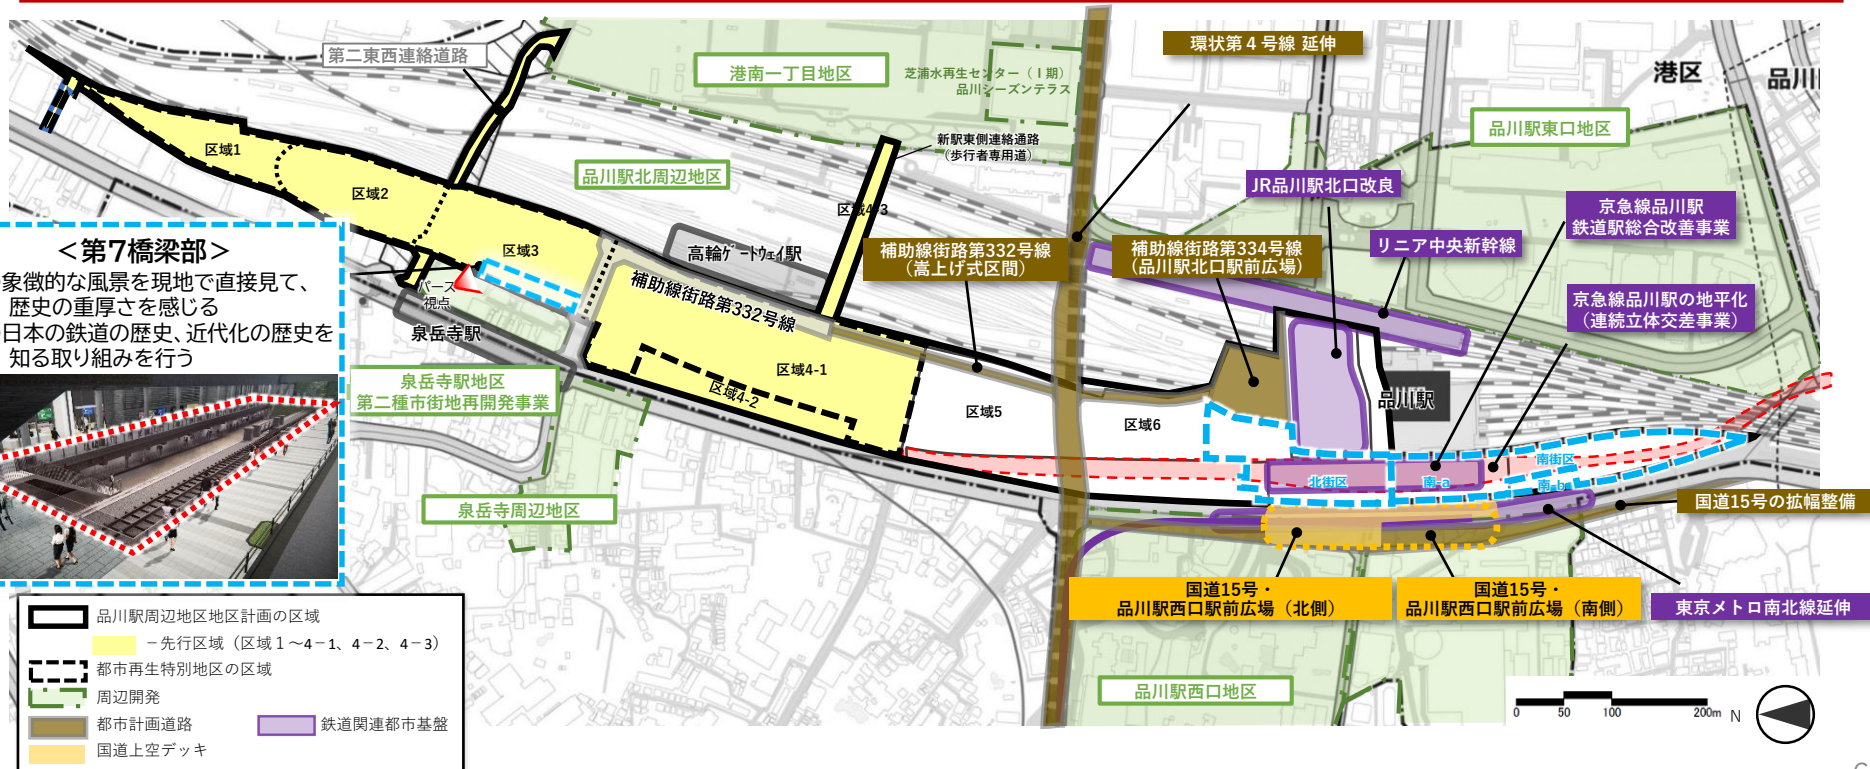 第二東西連絡道路
港南一丁目地区
芝浦水再生センター（Ⅰ期）
品川シーズンテラス
環状第４号線 延伸
港区
品川
品川駅東口地区
新駅東側連絡通路
（歩行者専用道）
区域1
区域2
品川駅北周辺地区
区域4-3
JR品川駅北口改良
京急線品川駅
鉄道駅総合改善事業
リニア中央新幹線
区域3
高輪ｹﾞｰﾄｳｪｲ駅
補助線街路第332号線
（嵩上げ式区間）
補助線街路第334号線
（品川駅北口駅前広場）
京急線品川駅の地平化
（連続立体交差事業）
＜第7橋梁部＞
象徴的な風景を現地で直接見て、
歴史の重厚さを感じる
日本の鉄道の歴史、近代化の歴史を
知る取り組みを行う
パース
視点
泉岳寺駅
補助線街路第332号線
泉岳寺駅地区
第二種市街地再開発事業
区域4-1
区域4-2
区域5
区域6
品川駅
北街区
南-a
南街区
南-b
泉岳寺周辺地区
国道15号の拡幅整備
国道15号・
品川駅西口駅前広場（北側）
国道15号・
品川駅西口駅前広場（南側）
東京メトロ南北線延伸
品川駅西口地区
品川駅周辺地区地区計画の区域
－先行区域（区域１～4－1、4－2、4－3）
都市再生特別地区の区域
周辺開発
都市計画道路
鉄道関連都市基盤
国道上空デッキ
0 50 100 200m
N